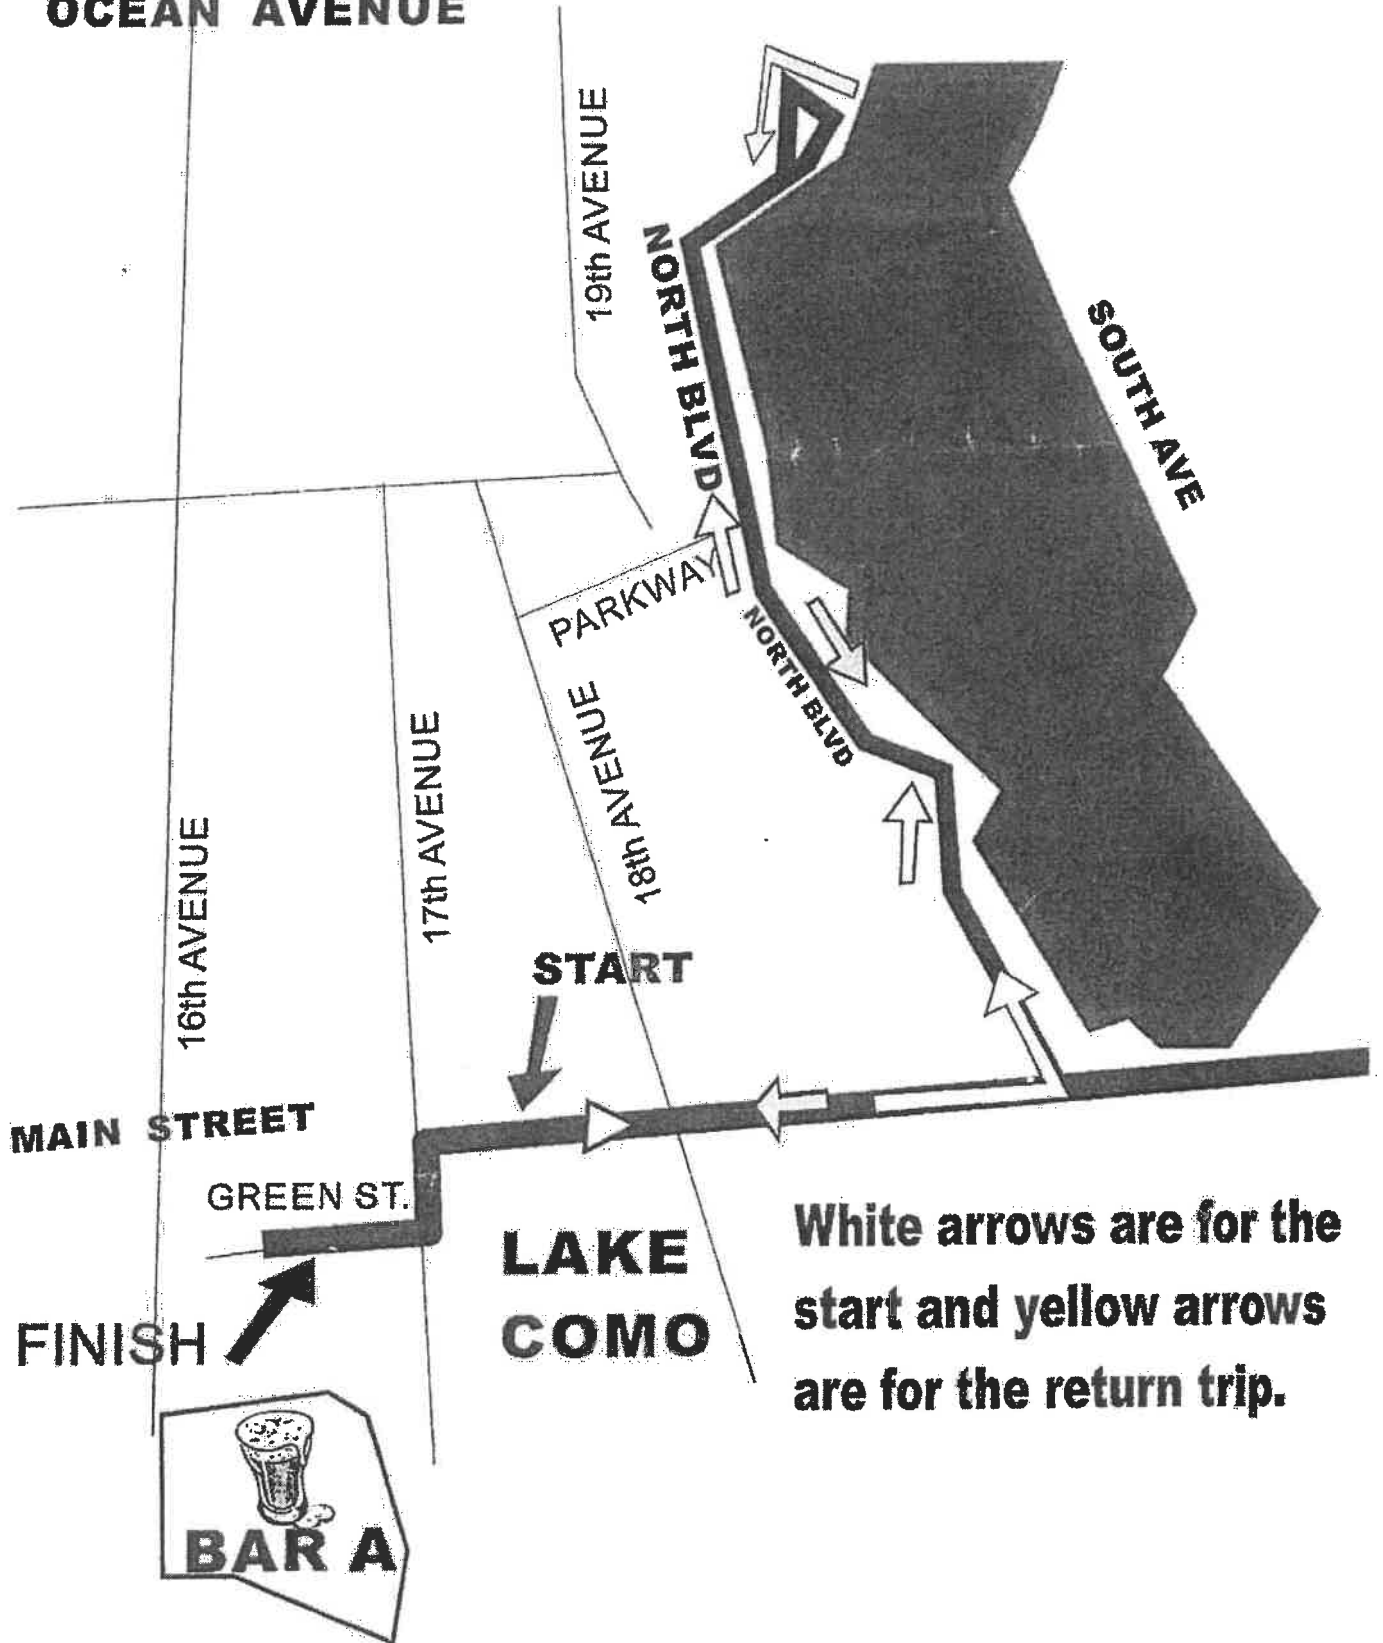 OCEAN AVENUE
19th AVENUE
NORTH BLVD
SOUTH AVE
PARKWAY
NORTH BLVD
18th AVENUE
17th AVENUE
16th AVENUE
START
MAIN STREET
GREEN ST.
LAKE
COMO
White arrows are for the
start and yellow arrows
are for the return trip.
FINISH
BAR A